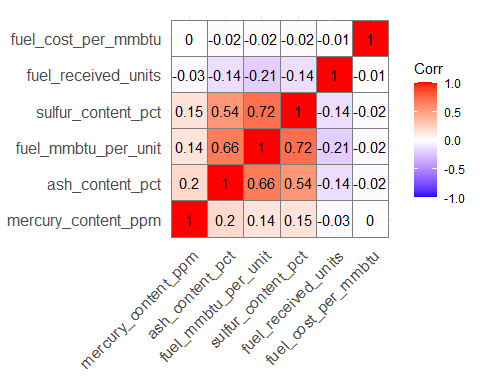 fuel_cost_per_mmbtu 0 -0.02 -0.02 -0.02 -0.01 1
fuel_received_units -0.03 -0.14 -0.21 -0.14 1 -0.01
sulfur_content_pct 0.15 0.54 0.72 1 -0.14 -0.02
fuel_mmbtu_per_unit 0.14 0.66 1 0.72 -0.21 -0.02
ash_content_pct 0.2 1 0.66 0.54 -0.14 -0.02
mercury_content_ppm 1 0.2 0.14 0.15 -0.03 0
mercury_content_ppm
ash_content_pct
fuel_mmbtu_per_unit
sulfur_content_pct
fuel_received_units
fuel_cost_per_mmbtu
Corr
1.0
0.5
0.0
-0.5
-1.0